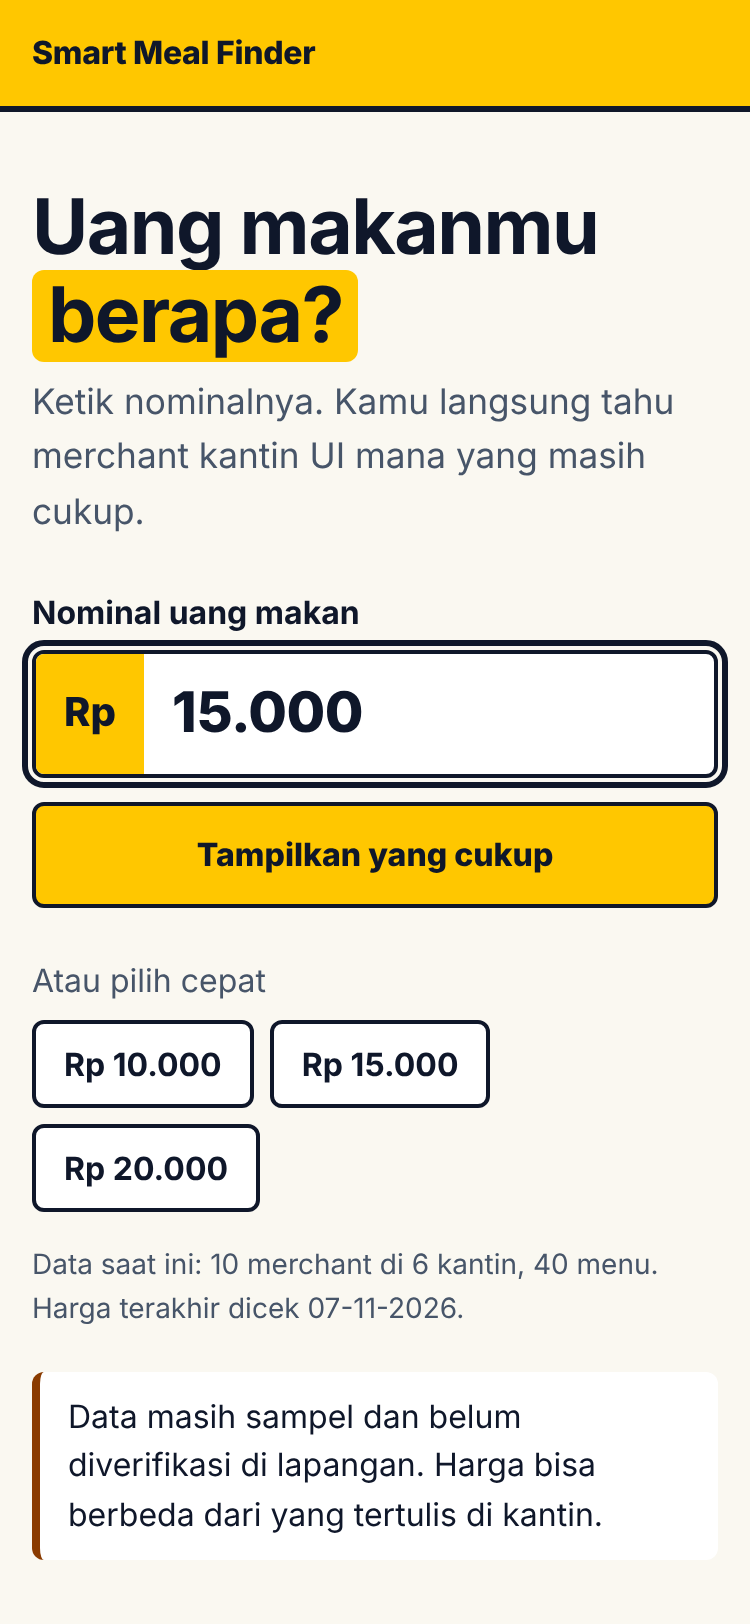 Smart Meal Finder
Uang makanmu
berapa?
Ketik nominalnya. Kamu langsung tahu
merchant kantin UI mana yang masih
cukup.
Nominal uang makan
Rp 15.000
Tampilkan yang cukup
Atau pilih cepat
Rp 10.000 Rp 15.000
Rp 20.000
Data saat ini: 10 merchant di 6 kantin, 40 menu.
Harga terakhir dicek 07-11-2026.
Data masih sampel dan belum
diverifikasi di lapangan. Harga bisa
berbeda dari yang tertulis di kantin.